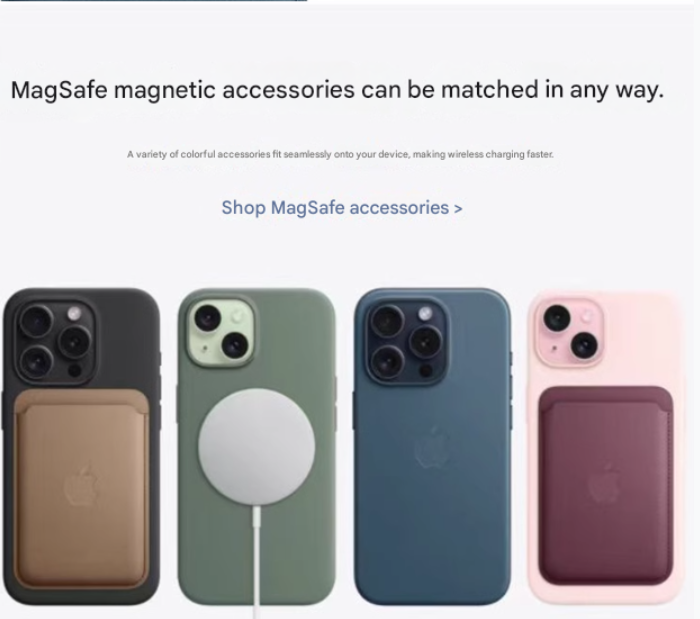 MagSafe magnetic accessories can be matched in any way.
A variety of colorful accessories fit seamlessly onto your device, making wireless charging faster.
Shop MagSafe accessories >